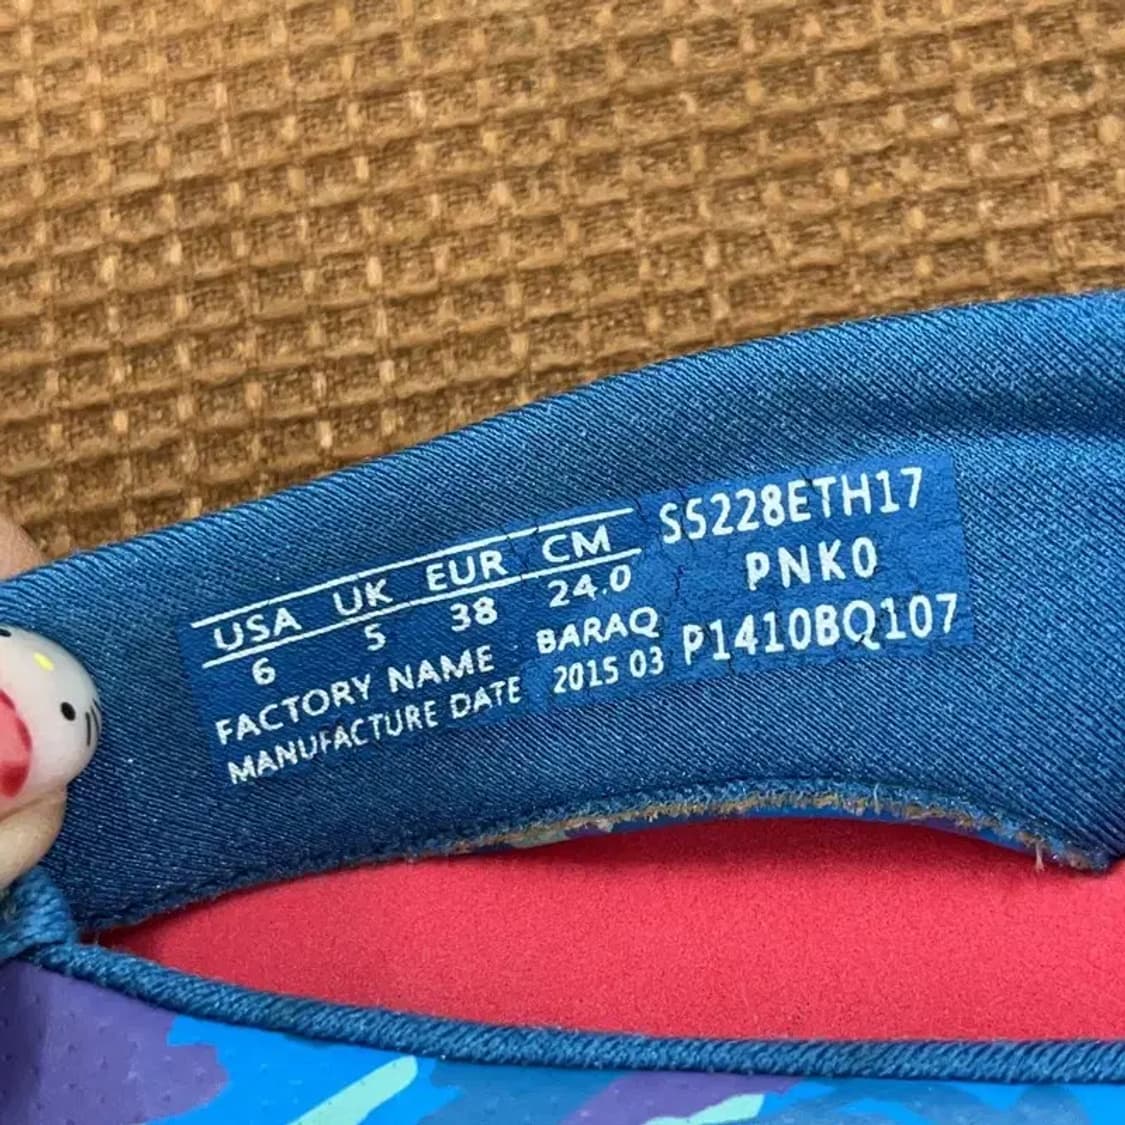 USA UK EUR CM
6 5 38 24.0
FACTORY NAME BARAQ
MANUFACTURE DATE 2015 03
S5228ETH17
PNK0
P1410BQ107